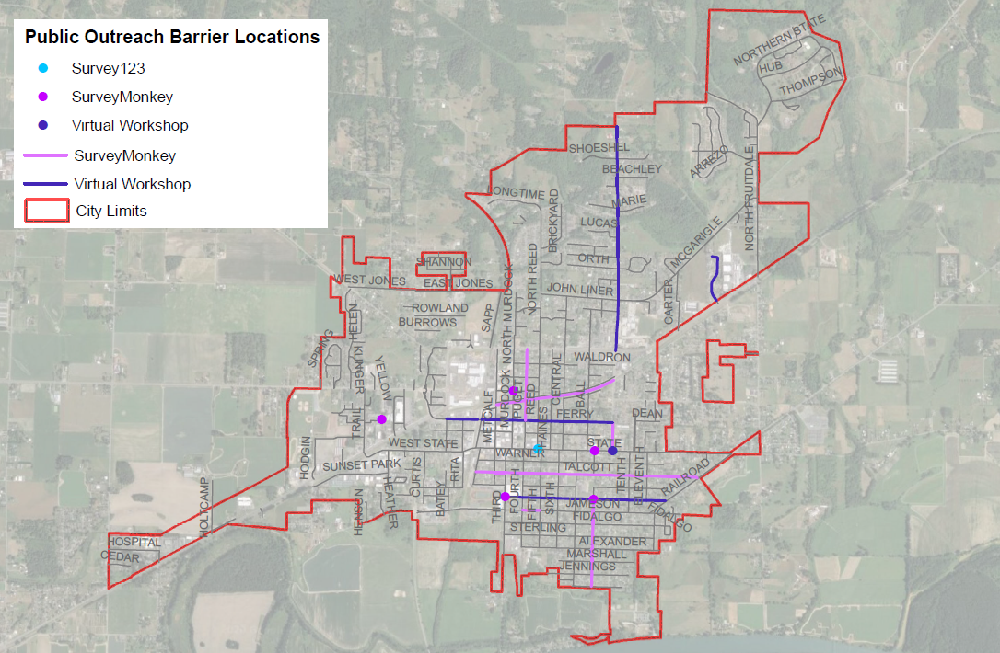 Public Outreach Barrier Locations
Survey123
SurveyMonkey
Virtual Workshop
SurveyMonkey
Virtual Workshop
City Limits
NORTHERN STATE
HUB
THOMPSON
SHOESHEL
BEACHLEY
ARREZO
NORTH FRUITDALE
LONGTIME
BRICKYARD
MARIE
LUCAS
MCGARIGLE
ORTH
SHANNON
WEST JONES
EAST JONES
NORTH MURDOCK
NORTH REED
JOHN LINER
CARTER
ROWLAND
BURROWS
SAPP
HELEN
SPRING
KLINGER
YELLOW
WALDRON
CENTRAL
BALL
MURDOCK
PUGET
REED
METCALF
HAINES
FERRY
DEAN
TRAIL
HODGIN
WEST STATE
WARNER
STATE
SUNSET PARK
CURTIS
RITA
TALCOTT
TENTH
ELEVENTH
RAILROAD
HOLTCAMP
HENSON
HEATHER
BATEY
THIRD
FOURTH
FIFTH
SIXTH
JAMESON
FIDALGO
FIDALGO
STERLING
ALEXANDER
MARSHALL
JENNINGS
HOSPITAL
CEDAR